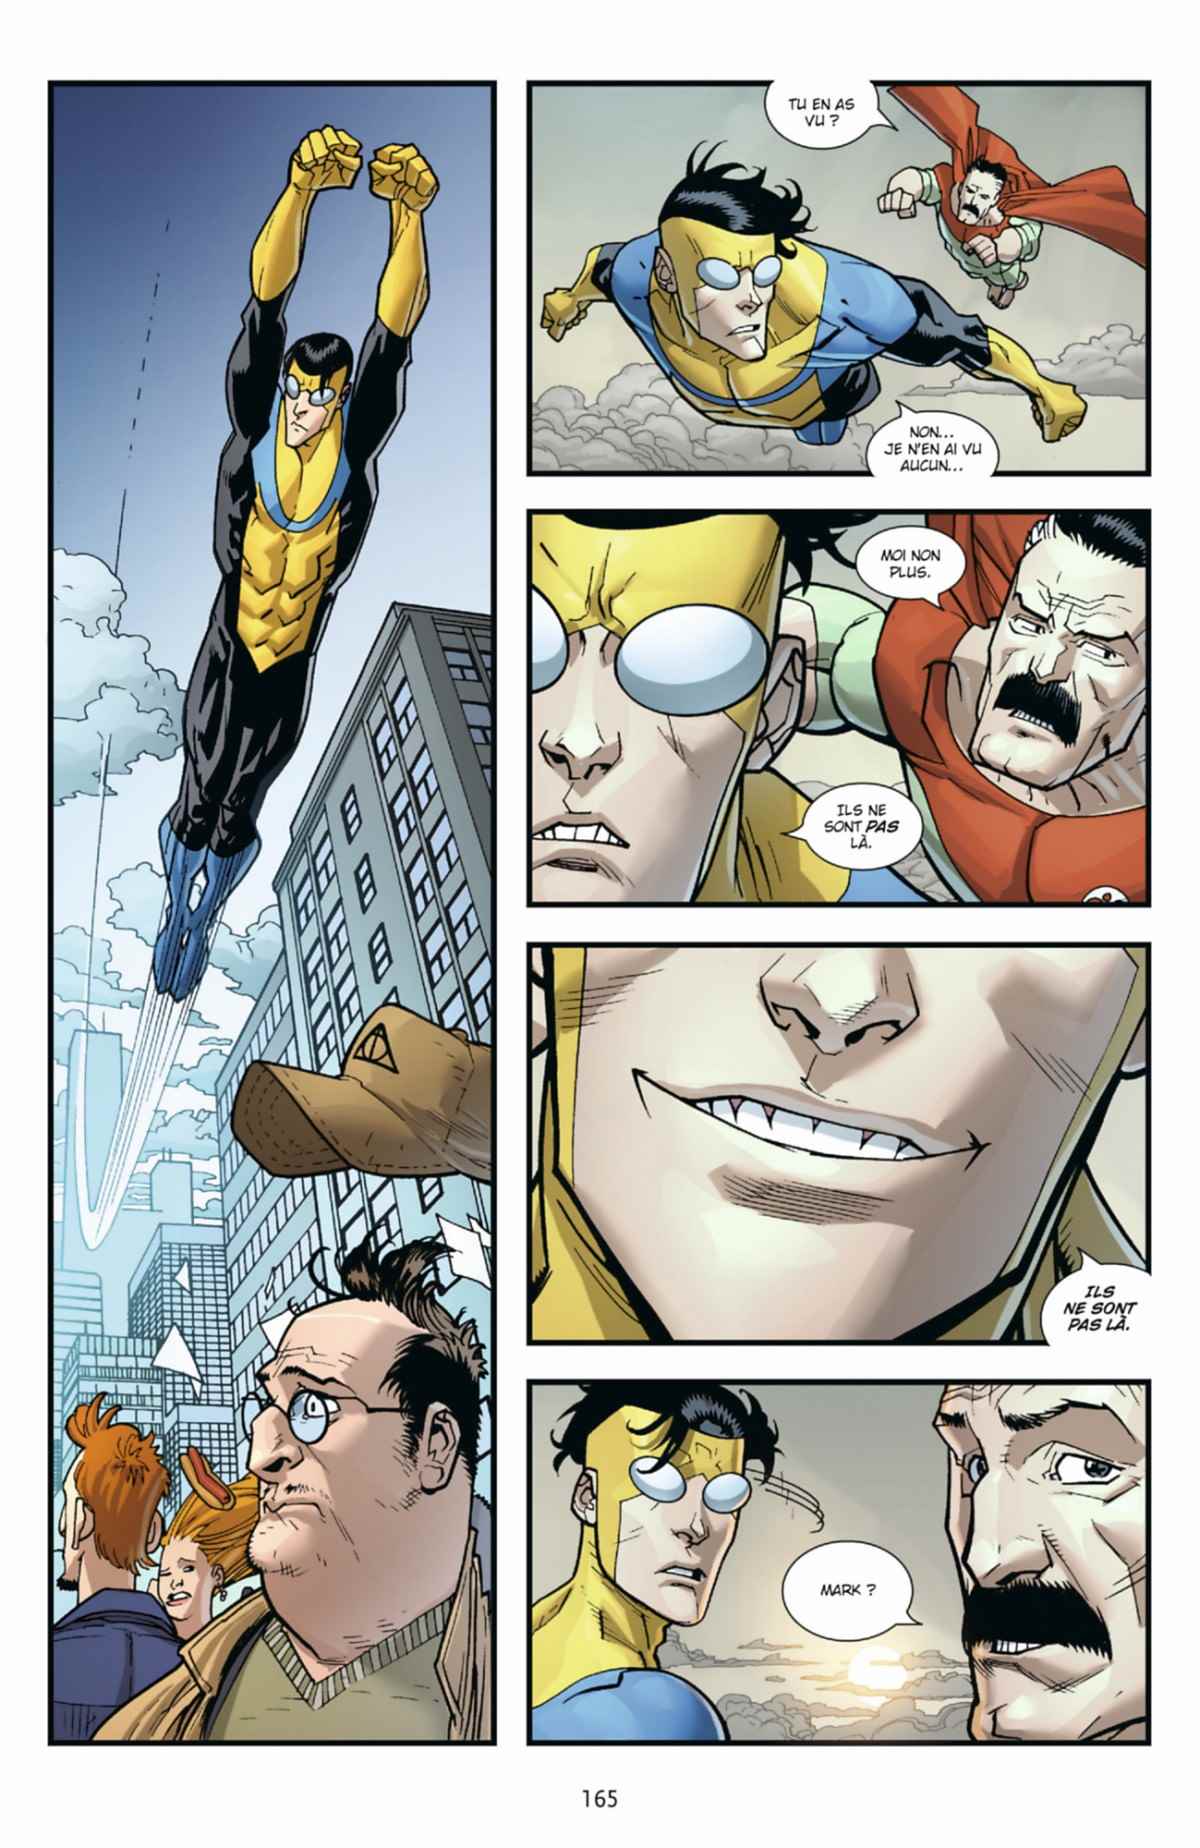 TU EN AS
VU ?
NON...
JE N'EN AI VU
AUCUN...
MOI NON
PLUS.
ILS NE
SONT PAS
LÀ.
ILS
NE SONT
PAS LÀ.
MARK ?
165